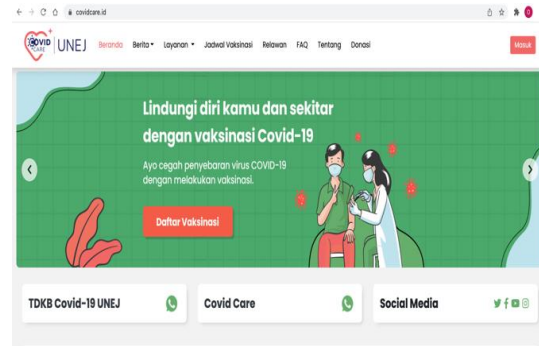 covidcare.id
COVID CARE UNEJ
Beranda Berita Layanan Jadwal Vaksinasi Relawan FAQ Tentang Donasi
Masuk
Lindungi diri kamu dan sekitar
dengan vaksinasi Covid-19
Ayo cegah penyebaran virus COVID-19
dengan melakukan vaksinasi.
Daftar Vaksinasi
TDKB Covid-19 UNEJ
Covid Care
Social Media